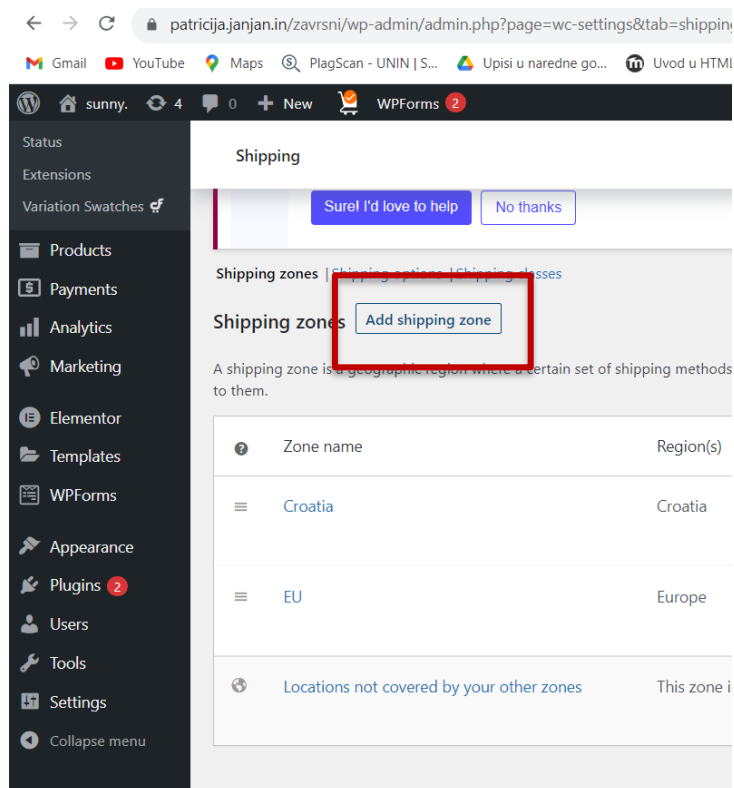 patricija.janjan.in/zavrsni/wp-admin/admin.php?page=wc-settings&tab=shipping
Gmail YouTube Maps PlagScan - UNIN | S... Upisi u naredne go... Uvod u HTML
sunny. 4 0 New WPForms 2
Status
Extensions
Variation Swatches
Products
Payments
Analytics
Marketing
Elementor
Templates
WPForms
Appearance
Plugins 2
Users
Tools
Settings
Collapse menu
Shipping
Sure! I'd love to help No thanks
Shipping zones | Shipping options | Shipping classes
Shipping zones Add shipping zone
A shipping zone is a geographic region where a certain set of shipping methods
to them.
Zone name Region(s)
Croatia Croatia
EU Europe
Locations not covered by your other zones This zone i